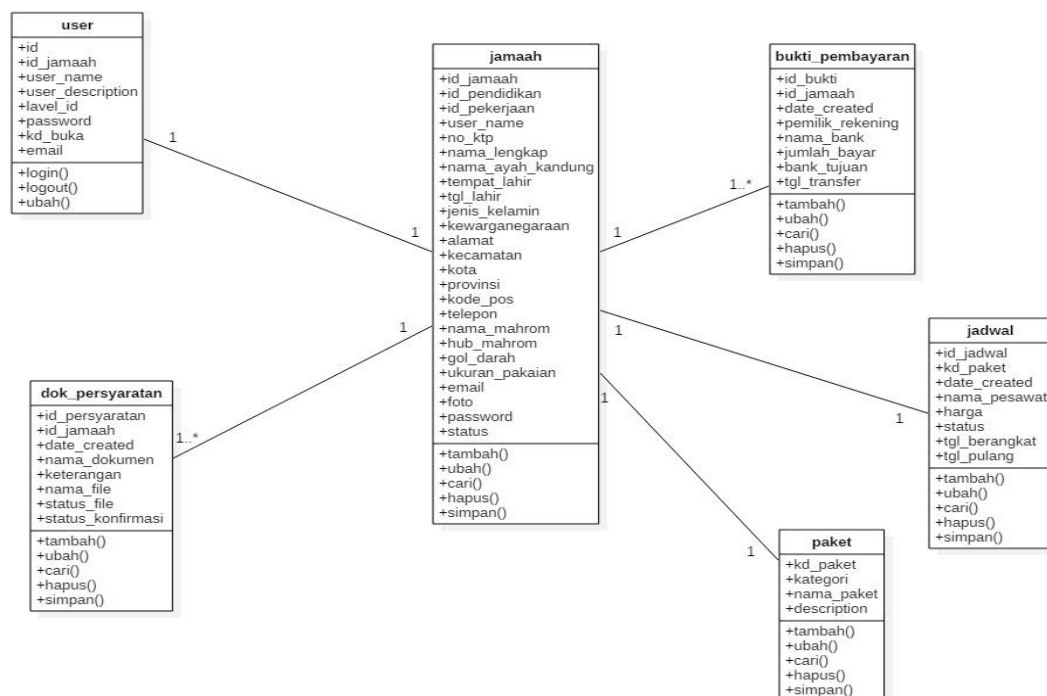 user
+id
+id_jamaah
+user_name
+user_description
+lavel_id
+password
+kd_buka
+email
+login()
+logout()
+ubah()
1
1
jamaah
+id_jamaah
+id_pendidikan
+id_pekerjaan
+user_name
+no_ktp
+nama_lengkap
+nama_ayah_kandung
+tempat_lahir
+tgl_lahir
+jenis_kelamin
+kewarganegaraan
+alamat
+kecamatan
+kota
+provinsi
+kode_pos
+telepon
+nama_mahrom
+hub_mahrom
+gol_darah
+ukuran_pakaian
+email
+foto
+password
+status
+tambah()
+ubah()
+cari()
+hapus()
+simpan()
bukti_pembayaran
+id_bukti
+id_jamaah
+date_created
+pemilik_rekening
+nama_bank
+jumlah_bayar
+bank_tujuan
+tgl_transfer
+tambah()
+ubah()
+cari()
+hapus()
+simpan()
1..*
1
jadwal
+id_jadwal
+kd_paket
+date_created
+nama_pesawat
+harga
+status
+tgl_berangkat
+tgl_pulang
+tambah()
+ubah()
+cari()
+hapus()
+simpan()
1
1
dok_persyaratan
+id_persyaratan
+id_jamaah
+date_created
+nama_dokumen
+keterangan
+nama_file
+status_file
+status_konfirmasi
+tambah()
+ubah()
+cari()
+hapus()
+simpan()
1..*
1
paket
+kd_paket
+kategori
+nama_paket
+description
+tambah()
+ubah()
+cari()
+hapus()
+simpan()
1
1